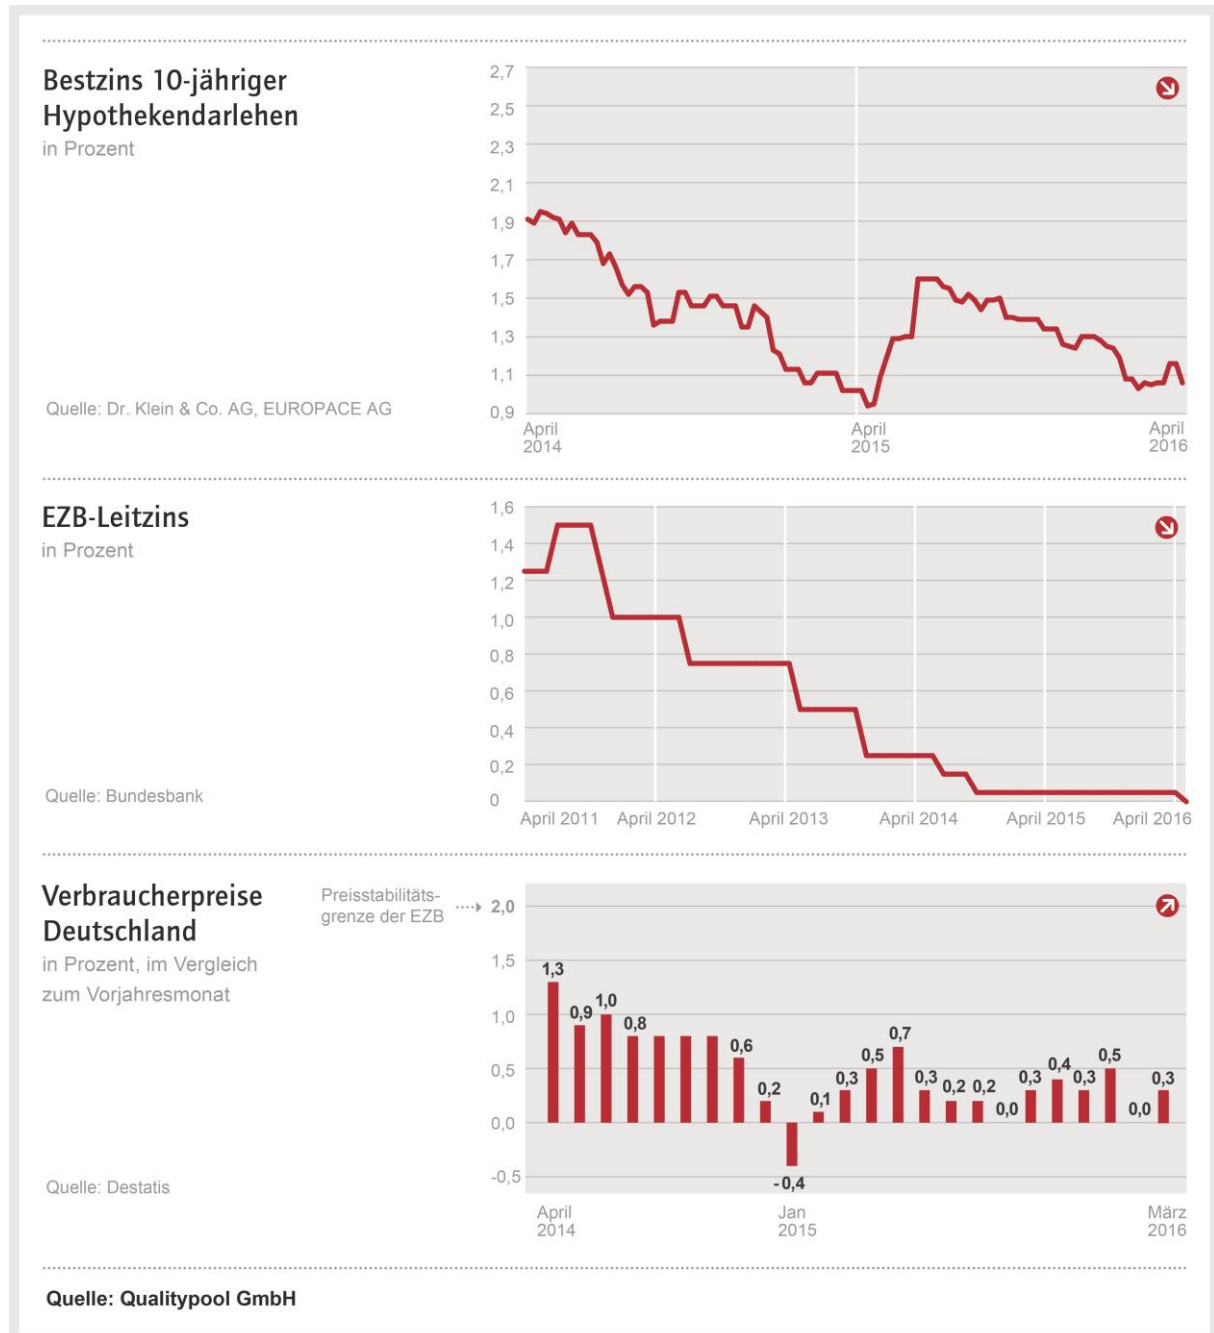 Bestzins 10-jähriger
Hypothekendarlehen
in Prozent
Quelle: Dr. Klein & Co. AG, EUROPACE AG
2,7
2,5
2,3
2,1
1,9
1,7
1,5
1,3
1,1
0,9
April
2014
April
2015
April
2016
EZB-Leitzins
in Prozent
Quelle: Bundesbank
1,6
1,4
1,2
1,0
0,8
0,6
0,4
0,2
0
April 2011 April 2012 April 2013 April 2014 April 2015 April 2016
Verbraucherpreise
Deutschland
in Prozent, im Vergleich
zum Vorjahresmonat
Quelle: Destatis
Preisstabilitäts-
grenze der EZB
2,0
1,5
1,0
0,5
0,0
-0,5
1,3 0,9 1,0 0,8 0,6 0,2 -0,4 0,1 0,3 0,5 0,7 0,3 0,2 0,2 0,0 0,3 0,4 0,3 0,5 0,0 0,3
April
2014
Jan
2015
März
2016
Quelle: Qualitypool GmbH